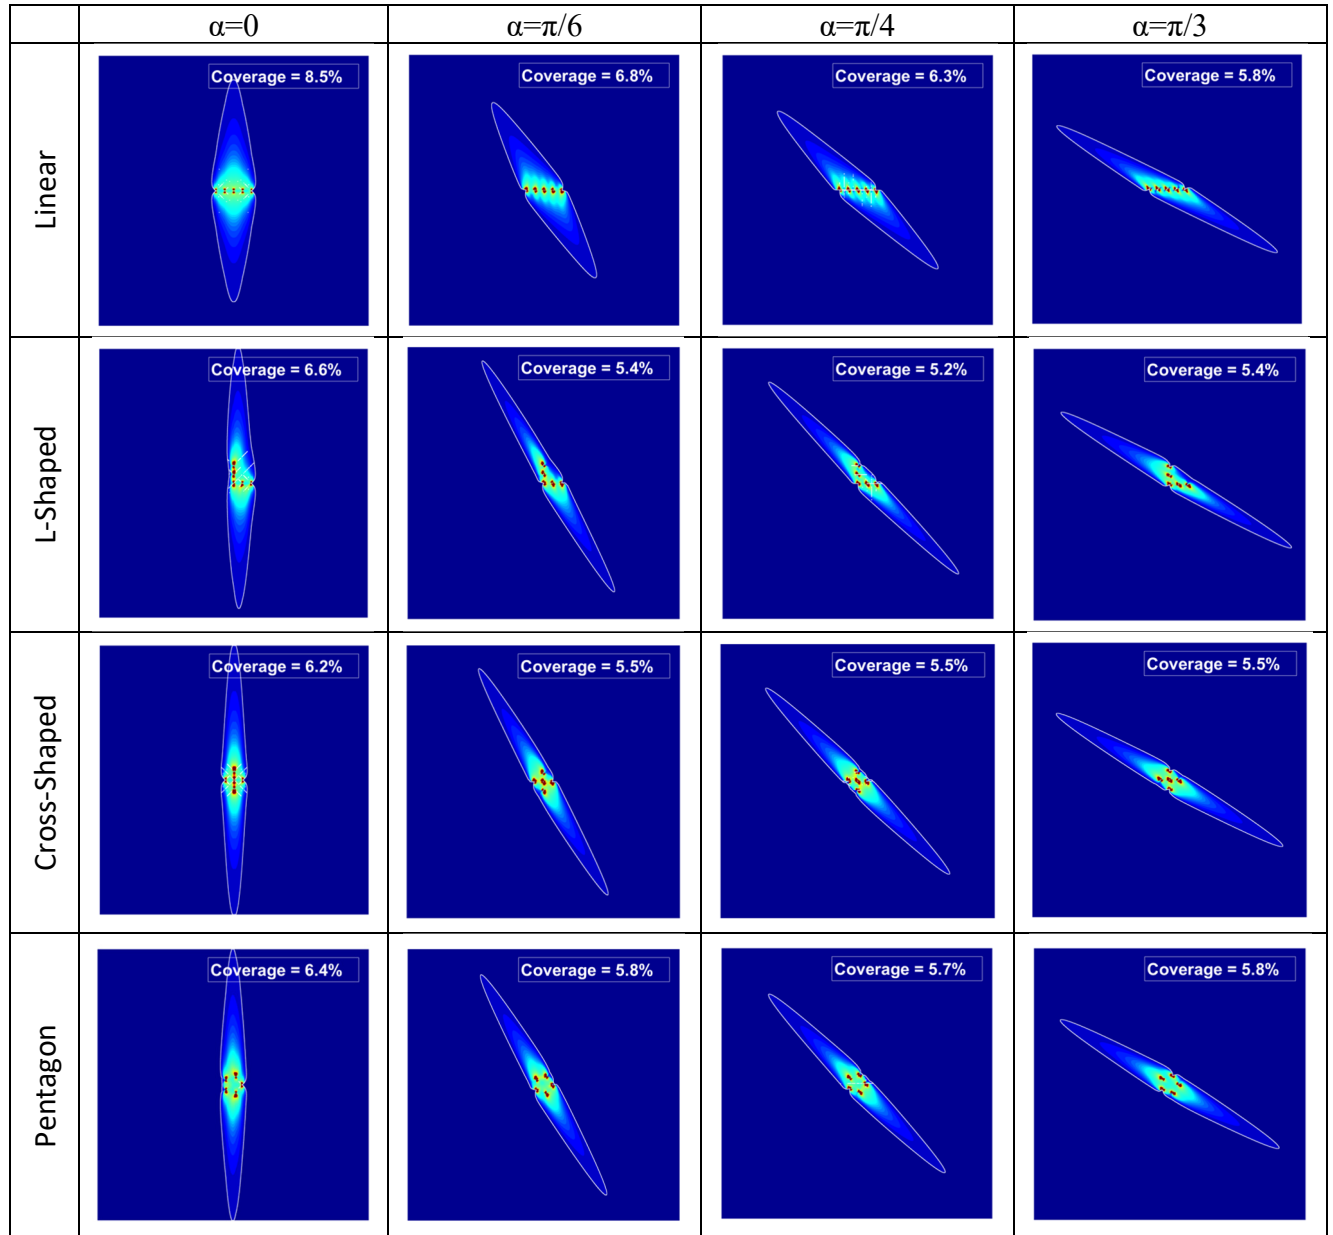 α=0 α=π/6 α=π/4 α=π/3
Linear
Coverage = 8.5% Coverage = 6.8% Coverage = 6.3% Coverage = 5.8%
L-Shaped
Coverage = 6.6% Coverage = 5.4% Coverage = 5.2% Coverage = 5.4%
Cross-Shaped
Coverage = 6.2% Coverage = 5.5% Coverage = 5.5% Coverage = 5.5%
Pentagon
Coverage = 6.4% Coverage = 5.8% Coverage = 5.7% Coverage = 5.8%